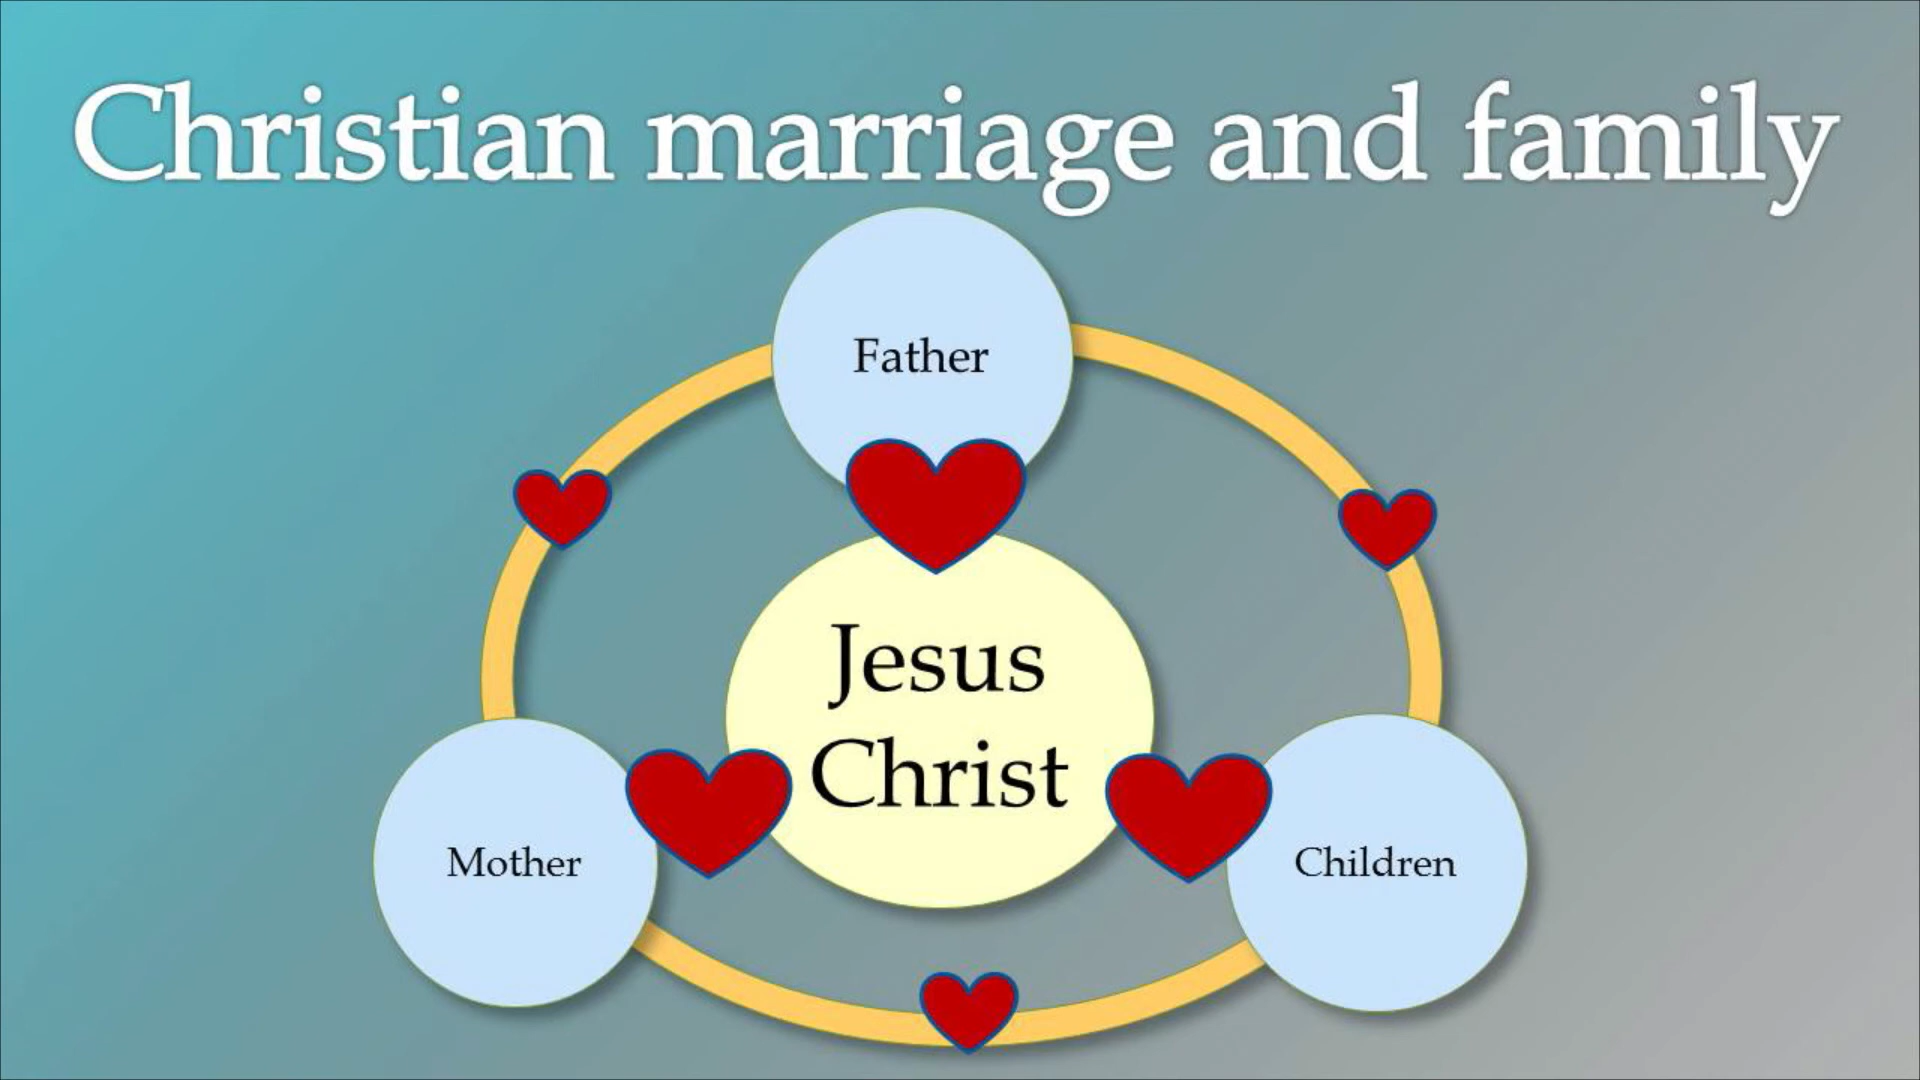 Christian marriage and family
Father
Jesus
Christ
Mother
Children